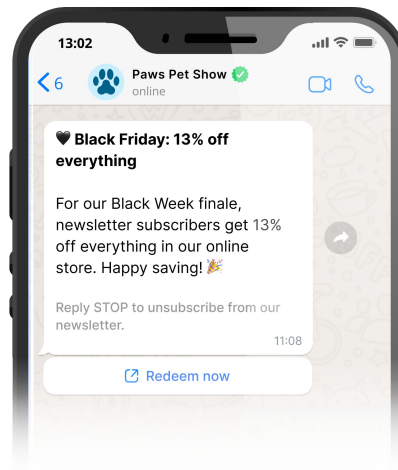 13:02
6
Paws Pet Show
online
🖤 Black Friday: 13% off
everything
For our Black Week finale,
newsletter subscribers get 13%
off everything in our online
store. Happy saving! 🎉
Reply STOP to unsubscribe from our
newsletter.
11:08
Redeem now